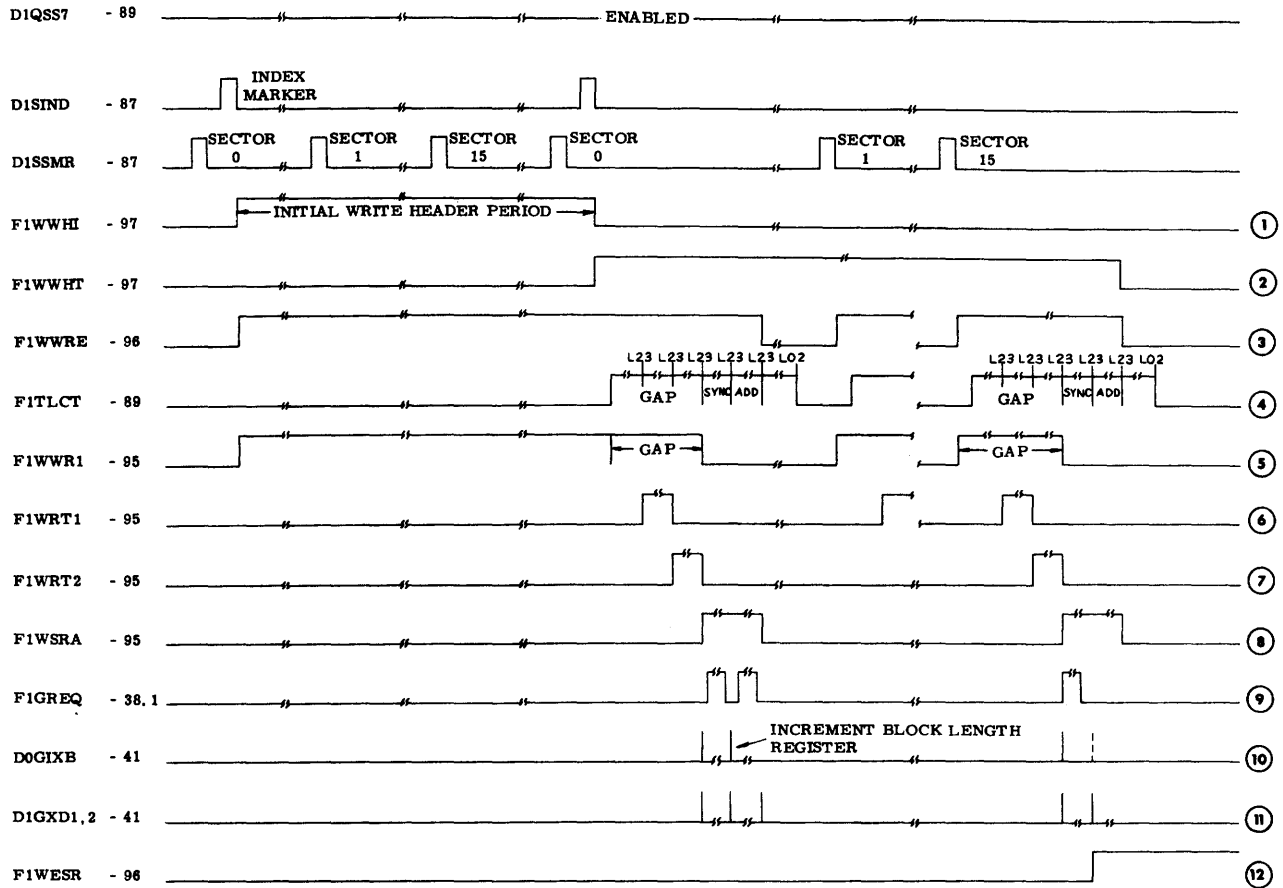 D1QSS7 - 89 ENABLED
INDEX
MARKER
D1SIND - 87
SECTOR SECTOR SECTOR SECTOR SECTOR SECTOR
D1SSMR - 87 0 1 15 0 1 15
INITIAL WRITE HEADER PERIOD
F1WWHI - 97 1
F1WWHT - 97 2
F1WWRE - 96 3
L23 L23 L23 L23 L23 L02 L23 L23 L23 L23 L23 L02
F1TLCT - 89 GAP SYNC ADD GAP SYNC ADD 4
GAP GAP
F1WWR1 - 95 5
F1WRT1 - 95 6
F1WRT2 - 95 7
F1WSRA - 95 8
F1GREQ - 38.1 9
INCREMENT BLOCK LENGTH
REGISTER
D0GIXB - 41 10
D1GXD1,2 - 41 11
F1WESR - 96 12